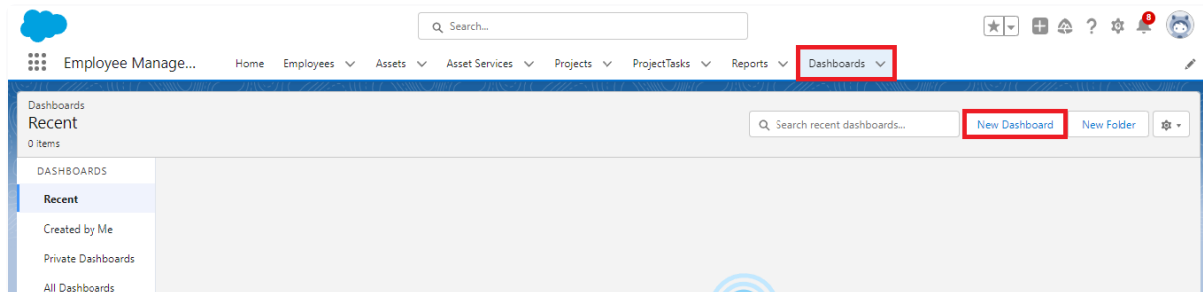 Search...
8
Employee Manage... Home Employees Assets Asset Services Projects ProjectTasks Reports Dashboards
Dashboards
Recent
0 items
Search recent dashboards... New Dashboard New Folder
DASHBOARDS
Recent
Created by Me
Private Dashboards
All Dashboards